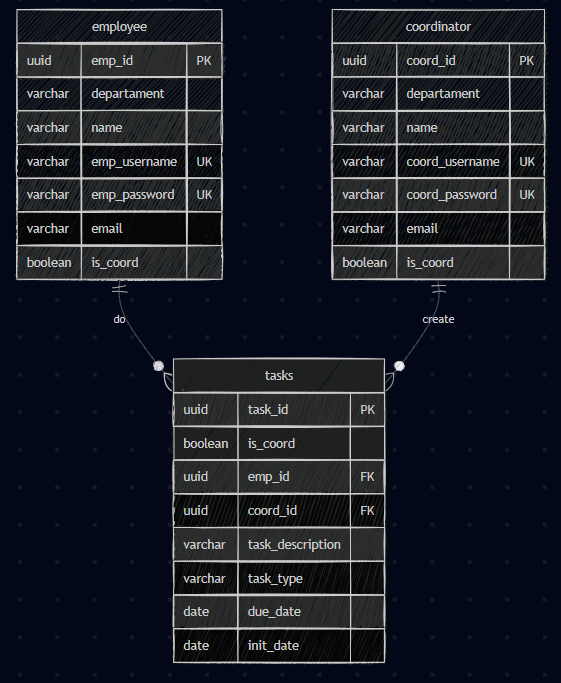 employee
uuid emp_id PK
varchar departament
varchar name
varchar emp_username UK
varchar emp_password UK
varchar email
boolean is_coord
coordinator
uuid coord_id PK
varchar departament
varchar name
varchar coord_username UK
varchar coord_password UK
varchar email
boolean is_coord
do
create
tasks
uuid task_id PK
boolean is_coord
uuid emp_id FK
uuid coord_id FK
varchar task_description
varchar task_type
date due_date
date init_date